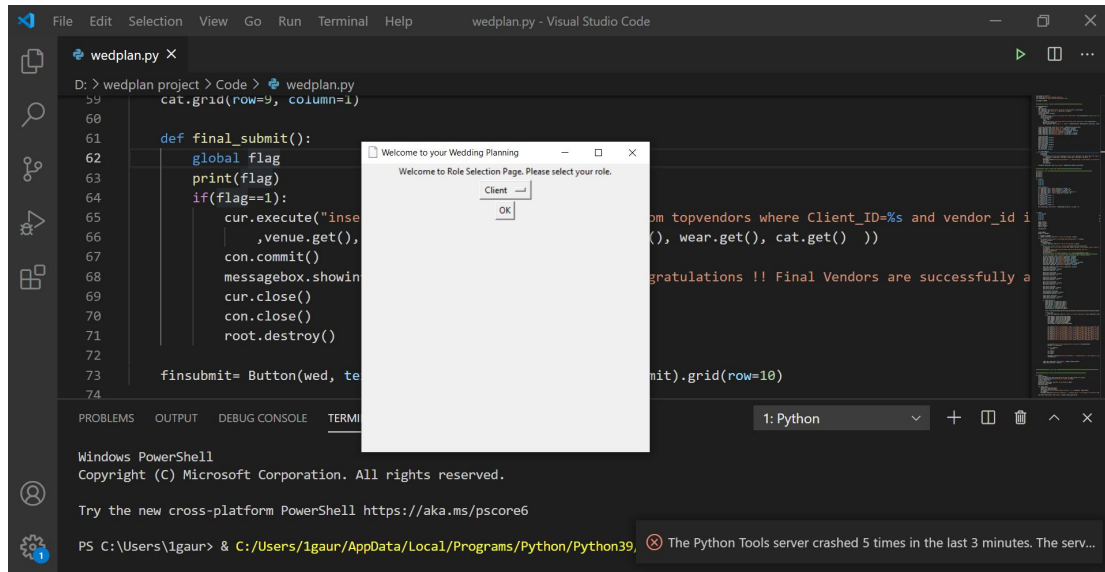 File Edit Selection View Go Run Terminal Help wedplan.py - Visual Studio Code
wedplan.py
D: > wedplan project > Code > wedplan.py
59 cat.grid(row=9, column=1)
60
61 def final_submit():
62 global flag
63 print(flag)
64 if(flag==1):
65 cur.execute("inse om topvendors where Client_ID=%s and vendor_id i
66 ,venue.get(), (), wear.get(), cat.get() ))
67 con.commit()
68 messagebox.showin gratulations !! Final Vendors are successfully a
69 cur.close()
70 con.close()
71 root.destroy()
72
73 finsubmit= Button(wed, te mit).grid(row=10)
74
Welcome to your Wedding Planning
Welcome to Role Selection Page. Please select your role.
Client
OK
PROBLEMS OUTPUT DEBUG CONSOLE TERMI 1: Python
Windows PowerShell
Copyright (C) Microsoft Corporation. All rights reserved.
Try the new cross-platform PowerShell https://aka.ms/pscore6
PS C:\Users\1gaur> & C:/Users/1gaur/AppData/Local/Programs/Python/Python39/
The Python Tools server crashed 5 times in the last 3 minutes. The serv...
1